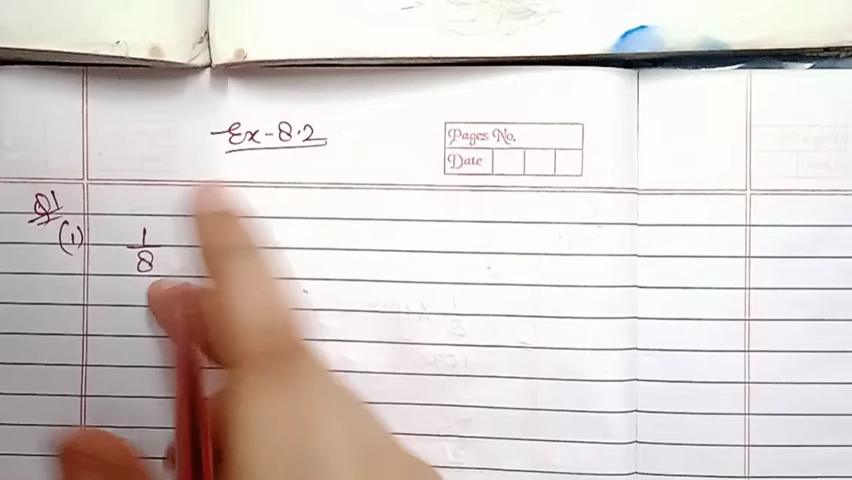 Ex-8.2
Pages No.
Date
Q1
(1) 1/8